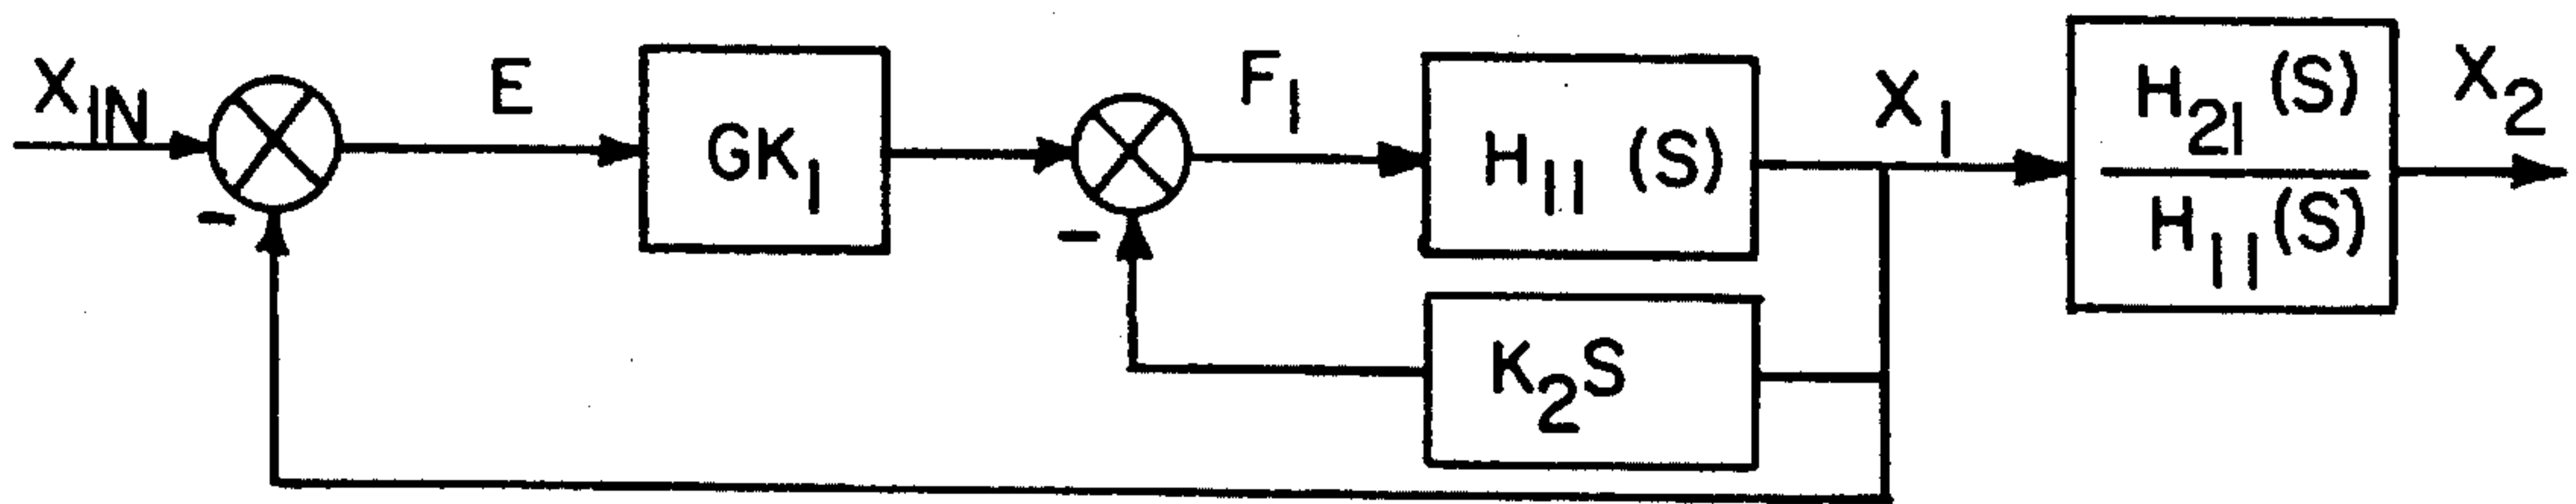 X_IN
E
GK_1
F_1
H_11 (S)
X_1
H_21 (S)
H_11 (S)
X_2
-
-
K_2S